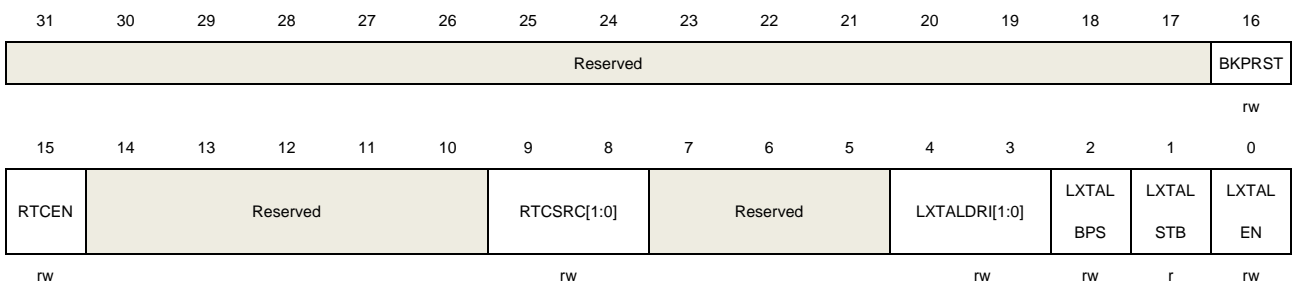 31 30 29 28 27 26 25 24 23 22 21 20 19 18 17 16
Reserved BKPRST
rw
15 14 13 12 11 10 9 8 7 6 5 4 3 2 1 0
RTCEN Reserved RTCSRC[1:0] Reserved LXTALDRI[1:0] LXTAL BPS LXTAL STB LXTAL EN
rw rw rw rw r rw